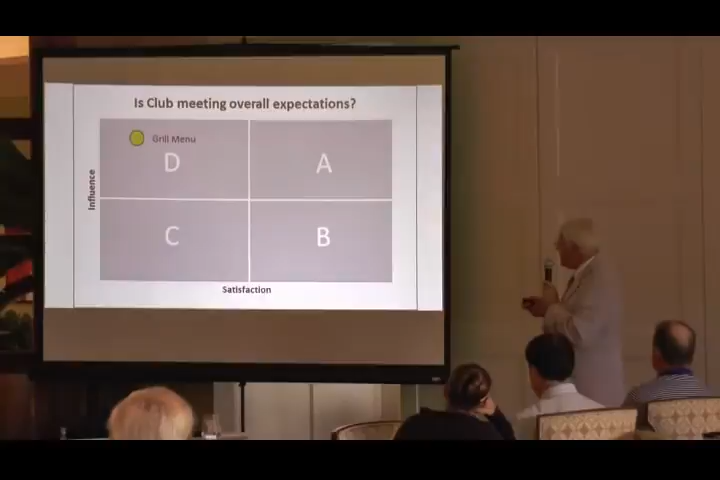 Is Club meeting overall expectations?
Grill Menu
D
A
Influence
C
B
Satisfaction